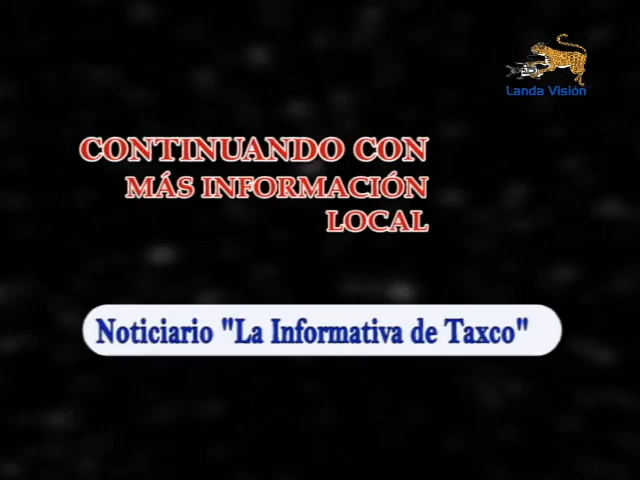 Landa Visión
CONTINUANDO CON
MÁS INFORMACIÓN
LOCAL
Noticiario "La Informativa de Taxco"